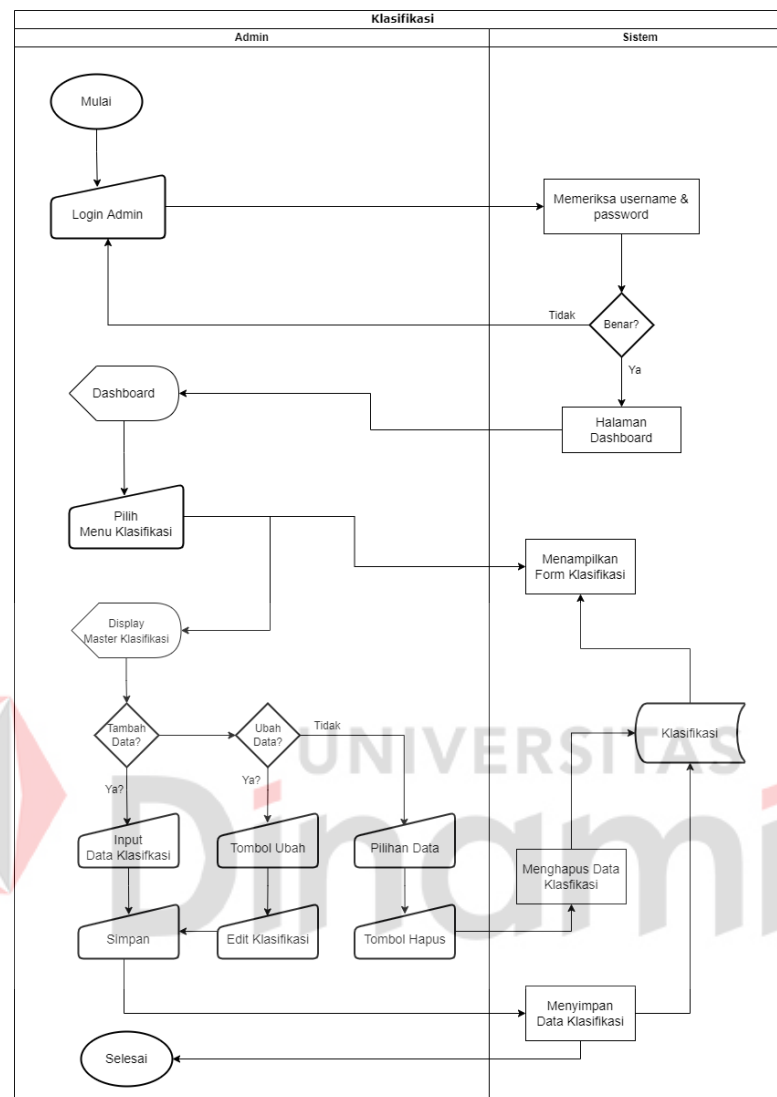 Klasifikasi
Admin
Sistem
Mulai
Login Admin
Memeriksa username &
password
Tidak
Benar?
Ya
Dashboard
Halaman
Dashboard
Pilih
Menu Klasifikasi
Menampilkan
Form Klasifikasi
Display
Master Klasifikasi
Tambah
Data?
Ubah
Data?
Tidak
Klasifikasi
UNIVERSITAS
Ya?
Ya?
Dinami
Input
Data Klasifkasi
Tombol Ubah
Pilihan Data
Menghapus Data
Klasfikasi
Simpan
Edit Klasifikasi
Tombol Hapus
Menyimpan
Data Klasifikasi
Selesai